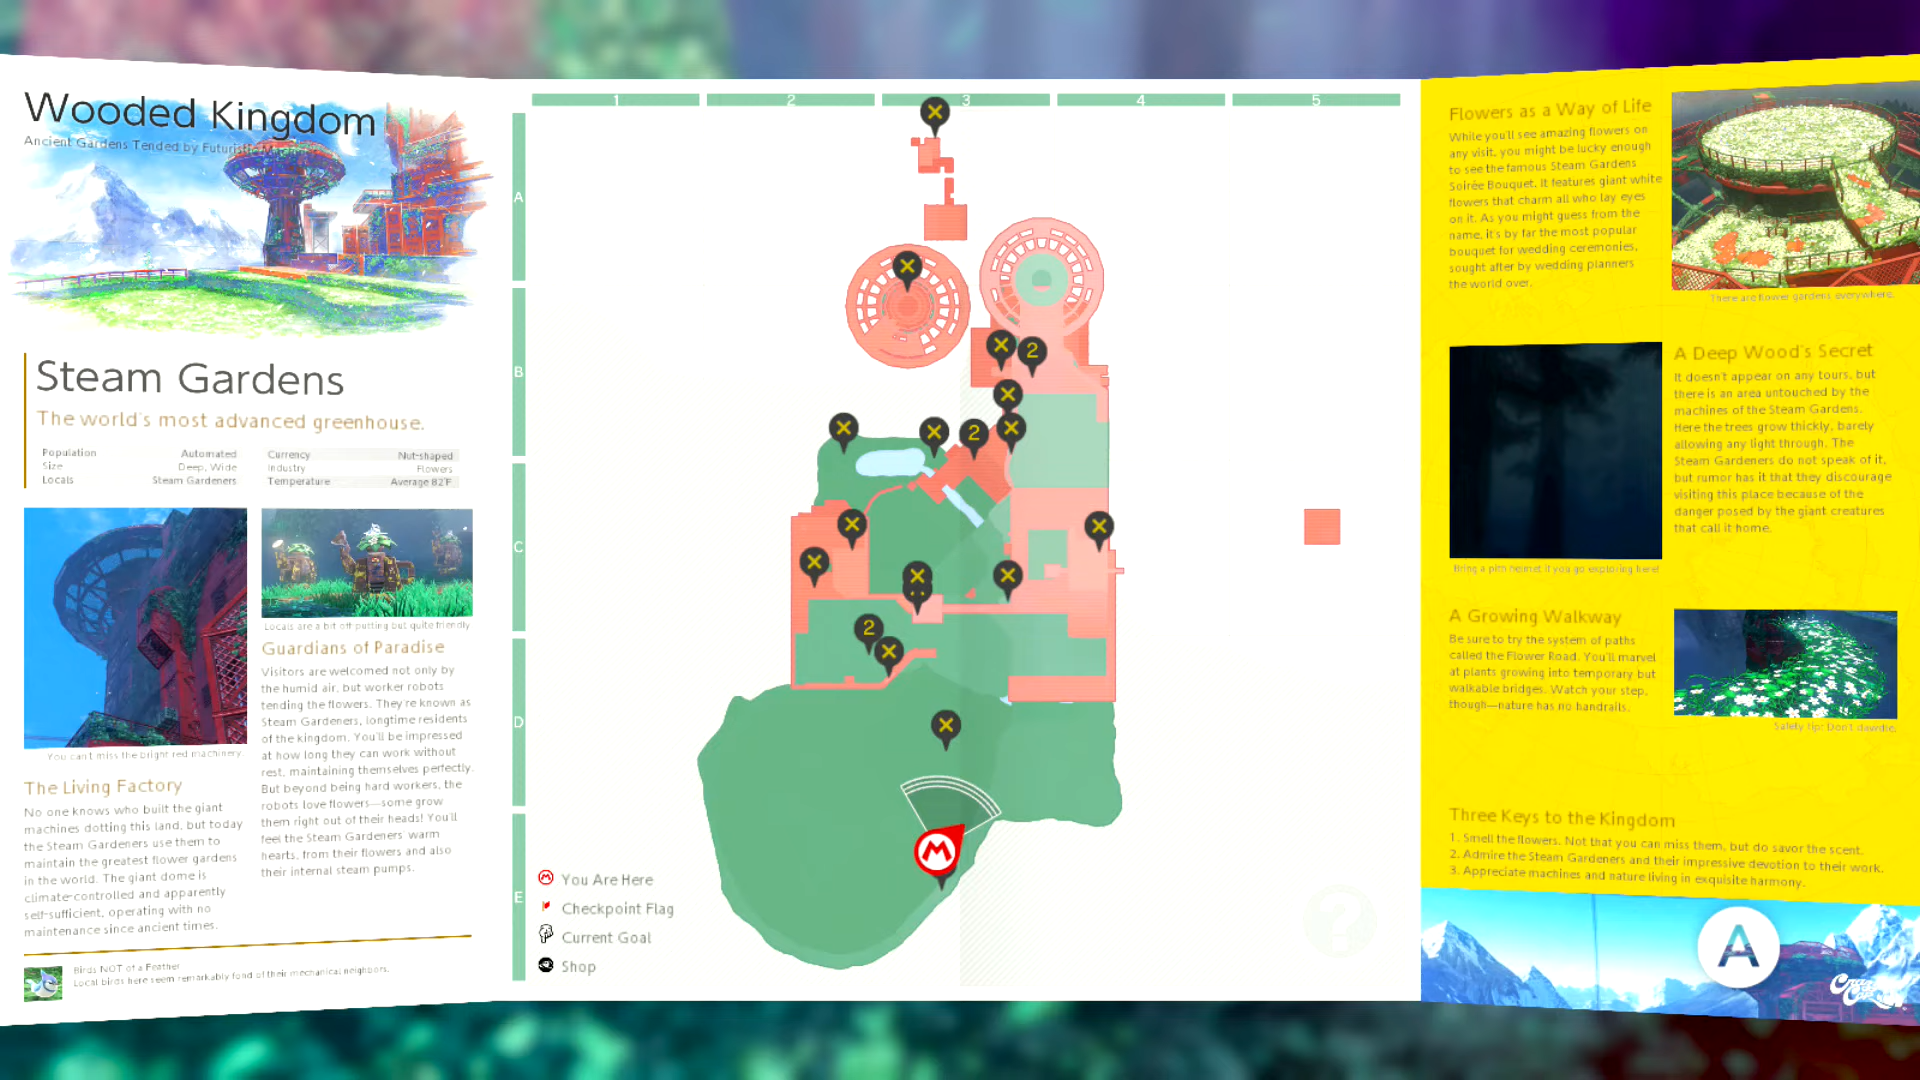 Wooded Kingdom
Ancient Gardens Tended by Futuristic
Steam Gardens
The world's most advanced greenhouse.
Population Automated
Size Deep, Wide
Locals Steam Gardeners
Currency Nut-shaped
Industry Flowers
Temperature Average 82°F
You can't miss the bright red machinery.
The Living Factory
No one knows who built the giant
machines dotting this land, but today
the Steam Gardeners use them to
maintain the greatest flower gardens
in the world. The giant dome is
climate-controlled and apparently
self-sufficient, operating with no
maintenance since ancient times.
Locals are a bit off putting but quite friendly
Guardians of Paradise
Visitors are welcomed not only by
the humid air, but worker robots
tending the flowers. They're known as
Steam Gardeners, longtime residents
of the kingdom. You'll be impressed
at how long they can work without
rest, maintaining themselves perfectly.
But beyond being hard workers, the
robots love flowers—some grow
them right out of their heads! You'll
feel the Steam Gardeners' warm
hearts, from their flowers and also
their internal steam pumps.
Birds NOT of a Feather
Local birds here seem remarkably fond of their mechanical neighbors.
1 2 3 4 5
A
B
C
D
E
2
2
2
M
You Are Here
Checkpoint Flag
Current Goal
Shop
?
Flowers as a Way of Life
While you'll see amazing flowers on
any visit, you might be lucky enough
to see the famous Steam Gardens
Soirée Bouquet. It features giant white
flowers that charm all who lay eyes
on it. As you might guess from the
name, it's by far the most popular
bouquet for wedding ceremonies,
sought after by wedding planners
the world over.
There are flower gardens everywhere.
A Deep Wood's Secret
It doesn't appear on any tours, but
there is an area untouched by the
machines of the Steam Gardens.
Here the trees grow thickly, barely
allowing any light through. The
Steam Gardeners do not speak of it,
but rumor has it that they discourage
visiting this place because of the
danger posed by the giant creatures
that call it home.
Bring a pith helmet if you go exploring here!
A Growing Walkway
Be sure to try the system of paths
called the Flower Road. You'll marvel
at plants growing into temporary but
walkable bridges. Watch your step,
though—nature has no handrails.
Safety tip: Don't dawdle.
Three Keys to the Kingdom
1. Smell the flowers. Not that you can miss them, but do savor the scent.
2. Admire the Steam Gardeners and their impressive devotion to their work.
3. Appreciate machines and nature living in exquisite harmony.
A
Crazy Cap